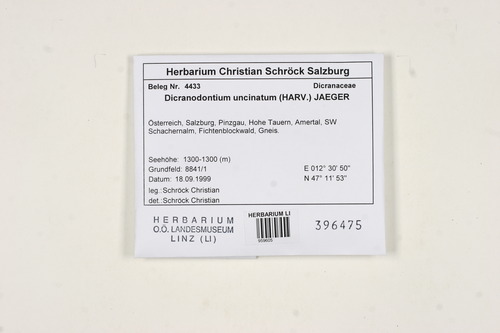 Herbarium Christian Schröck Salzburg
Beleg Nr. 4433 Dicranaceae
Dicranodontium uncinatum (HARV.) JAEGER
Österreich, Salzburg, Pinzgau, Hohe Tauern, Amertal, SW
Schachernalm, Fichtenblockwald, Gneis.
Seehöhe: 1300-1300 (m) E 012° 30' 50"
Grundfeld: 8841/1 N 47° 11' 53"
Datum: 18.09.1999
leg.:Schröck Christian
det.:Schröck Christian
HERBARIUM
O.Ö. LANDESMUSEUM
LINZ (LI)
HERBARIUM LI
959605
396475